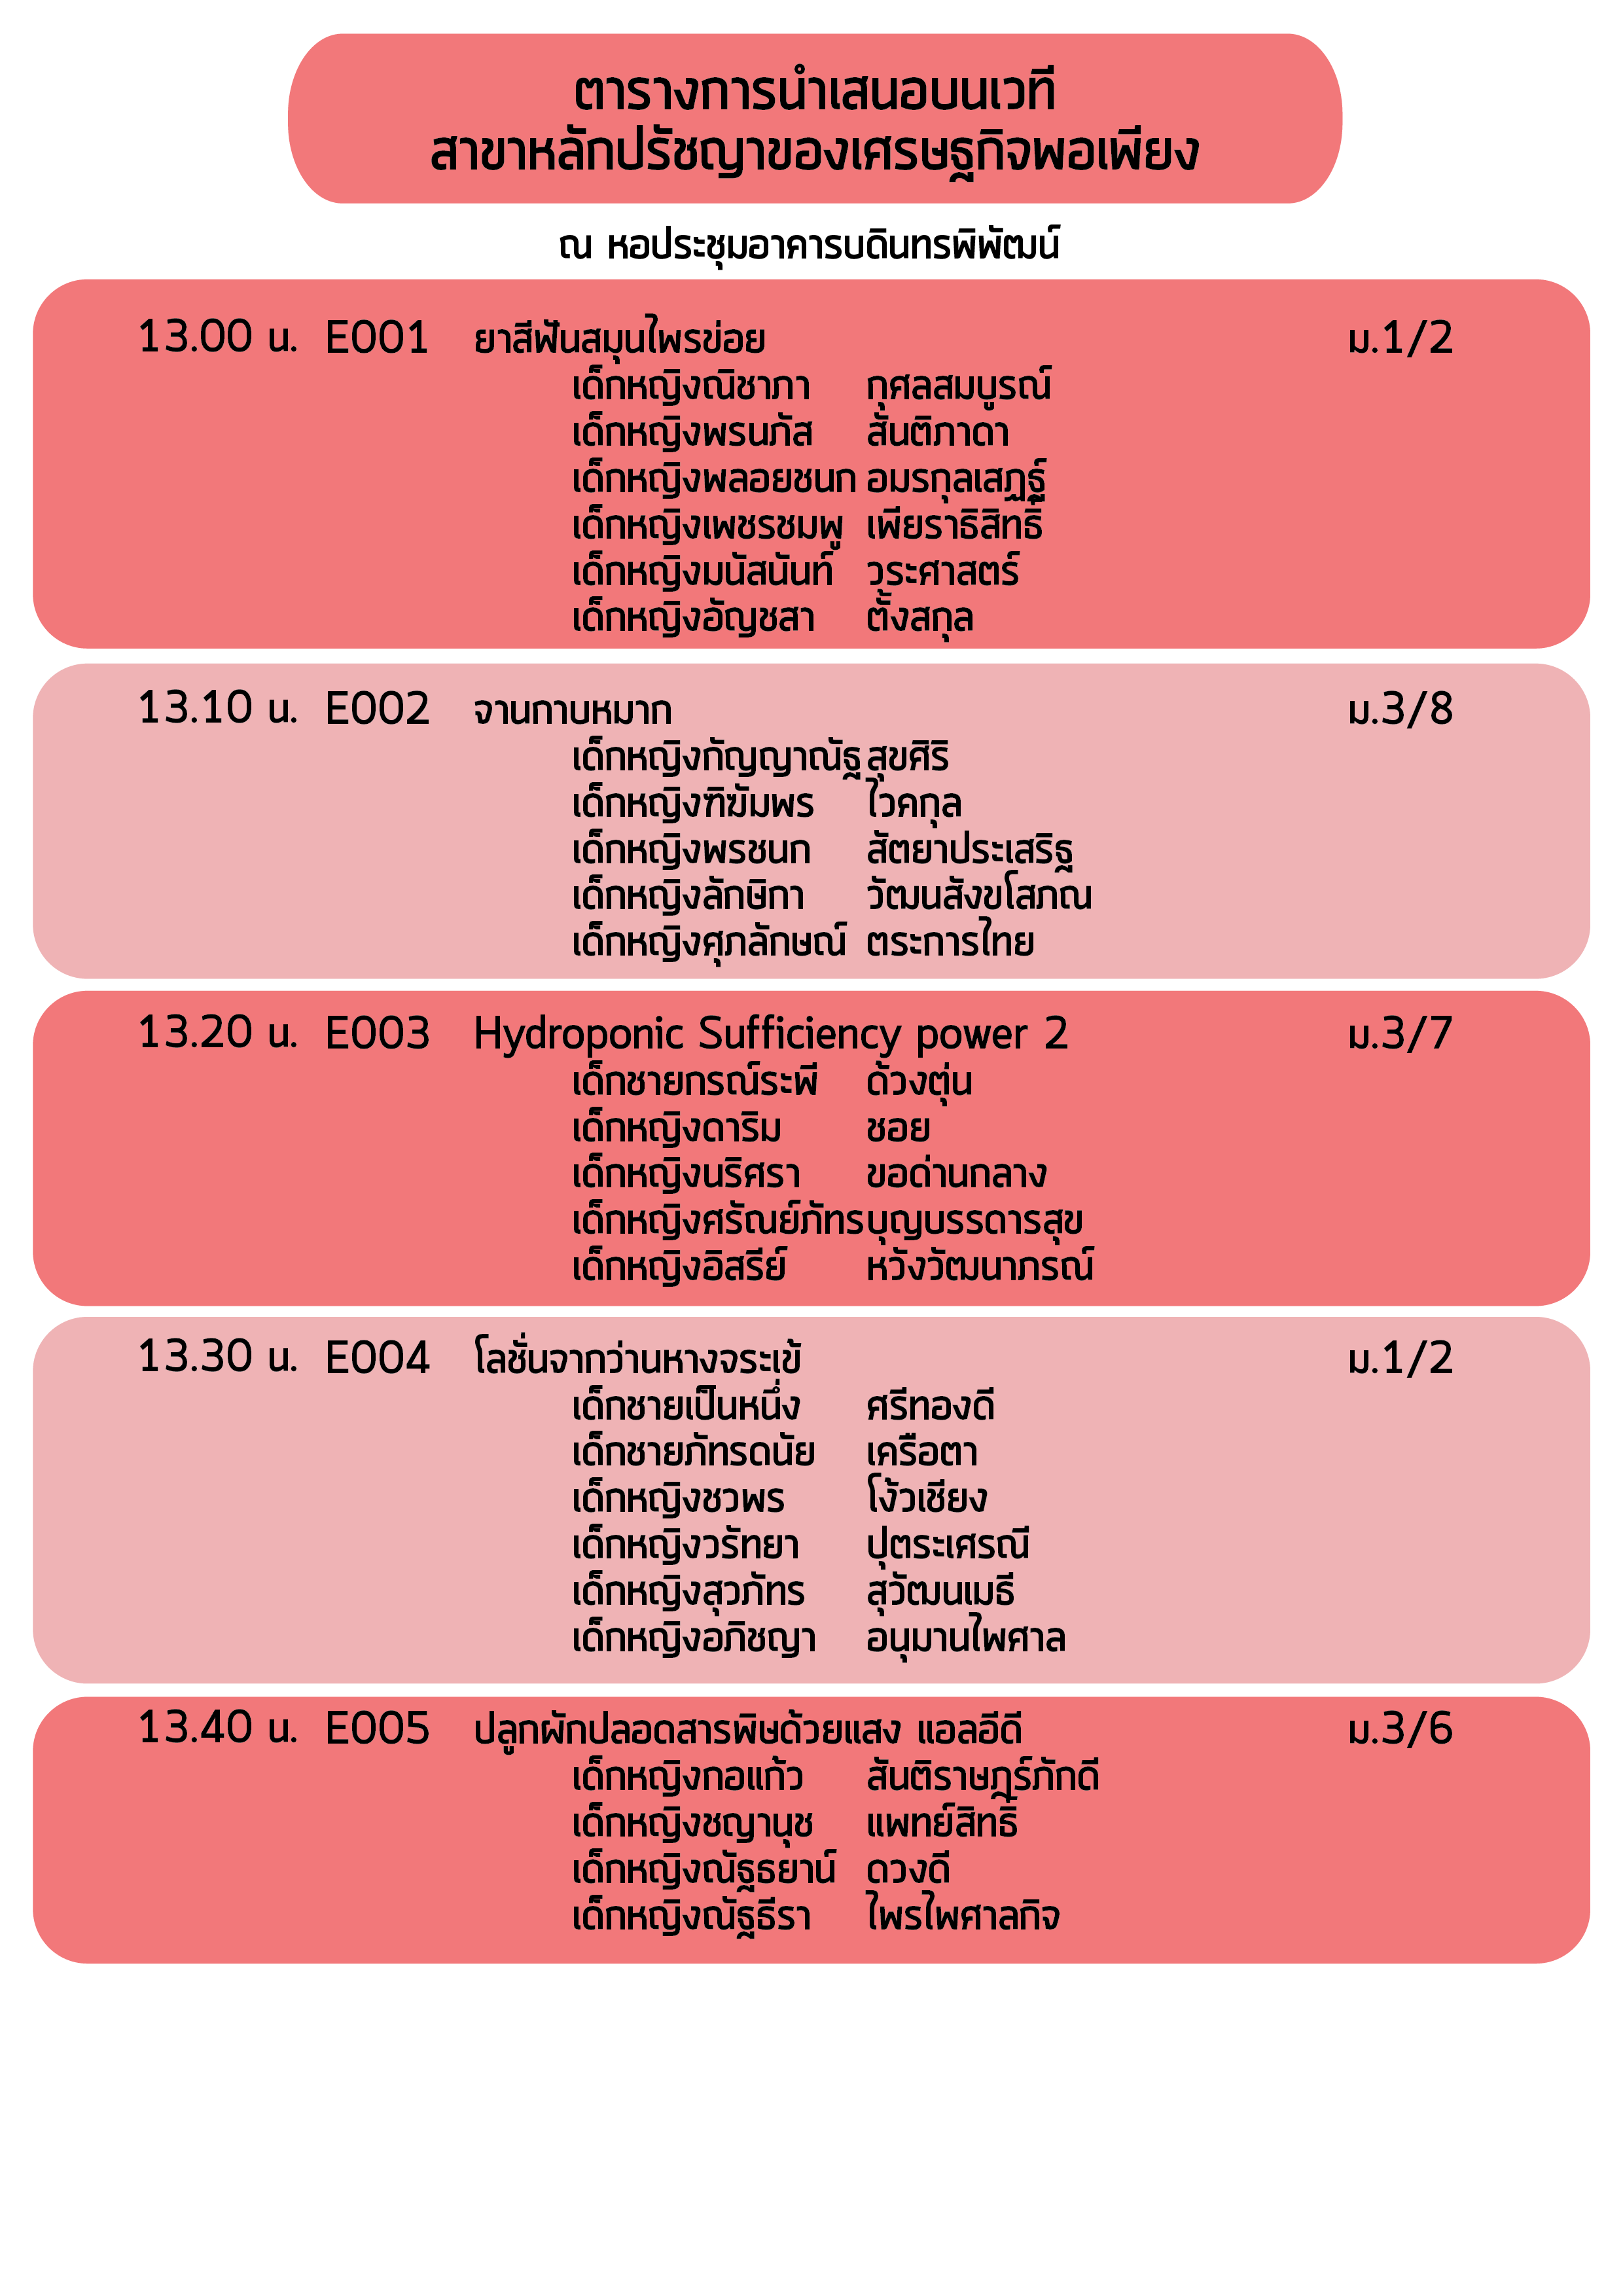 ตารางการนำเสนอบนเวที
สาขาหลักปรัชญาของเศรษฐกิจพอเพียง
ณ หอประชุมอาคารบดินทรพิพัฒน์
13.00 น. E001 ยาสีฟันสมุนไพรข่อย ม.1/2
เด็กหญิงณิชาภา กุศลสมบูรณ์
เด็กหญิงพรนภัส สันติภาดา
เด็กหญิงพลอยชนก อมรกุลเสฏฐ์
เด็กหญิงเพชรชมพู เพียราธิสิทธิ์
เด็กหญิงมนัสนันท์ วุระศาสตร์
เด็กหญิงอัญชสา ตั้งสกุล
13.10 น. E002 จานกาบหมาก ม.3/8
เด็กหญิงกัญญาณัฐ สุขศิริ
เด็กหญิงฑิฆัมพร ไวคกุล
เด็กหญิงพรชนก สัตยาประเสริฐ
เด็กหญิงลักษิกา วัฒนสังขโสภณ
เด็กหญิงศุภลักษณ์ ตระการไทย
13.20 น. E003 Hydroponic Sufficiency power 2 ม.3/7
เด็กชายกรณ์ระพี ด้วงตุ่น
เด็กหญิงดาริม ชอย
เด็กหญิงนริศรา ขอด่านกลาง
เด็กหญิงศรัณย์ภัทร บุญบรรดารสุข
เด็กหญิงอิสรีย์ หวังวัฒนาภรณ์
13.30 น. E004 โลชั่นจากว่านหางจระเข้ ม.1/2
เด็กชายเป็นหนึ่ง ศรีทองดี
เด็กชายภัทรดนัย เครือตา
เด็กหญิงชวพร โง้วเชียง
เด็กหญิงวรัทยา ปุตระเศรณี
เด็กหญิงสุวภัทร สุวัฒนเมธี
เด็กหญิงอภิชญา อนุมานไพศาล
13.40 น. E005 ปลูกผักปลอดสารพิษด้วยแสง แอลอีดี ม.3/6
เด็กหญิงกอแก้ว สันติราษฎร์ภักดี
เด็กหญิงชญานุช แพทย์สิทธิ์
เด็กหญิงณัฐธยาน์ ดวงดี
เด็กหญิงณัฐธีรา ไพรไพศาลกิจ